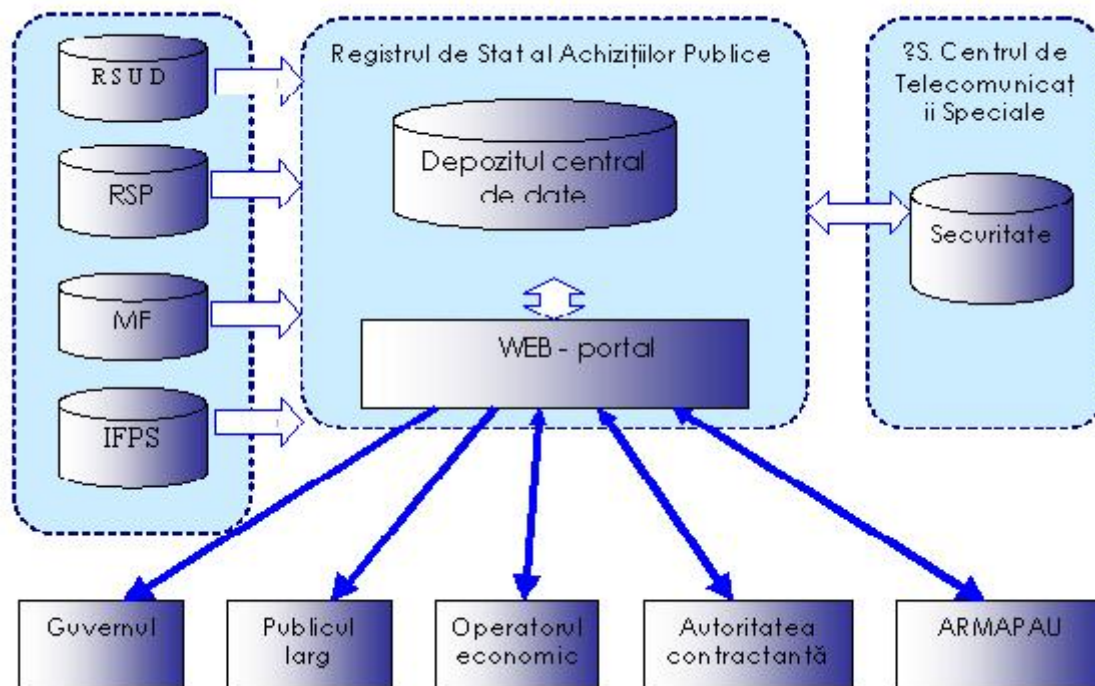 RSUD
RSP
MF
IFPS
Registrul de Stat al Achizițiilor Publice
Depozitul central
de date
WEB - portal
?S. Centrul de
Telecomunicaț
ii Speciale
Securitate
Guvernul
Publicul
larg
Operatorul
economic
Autoritatea
contractantă
ARMAPAU